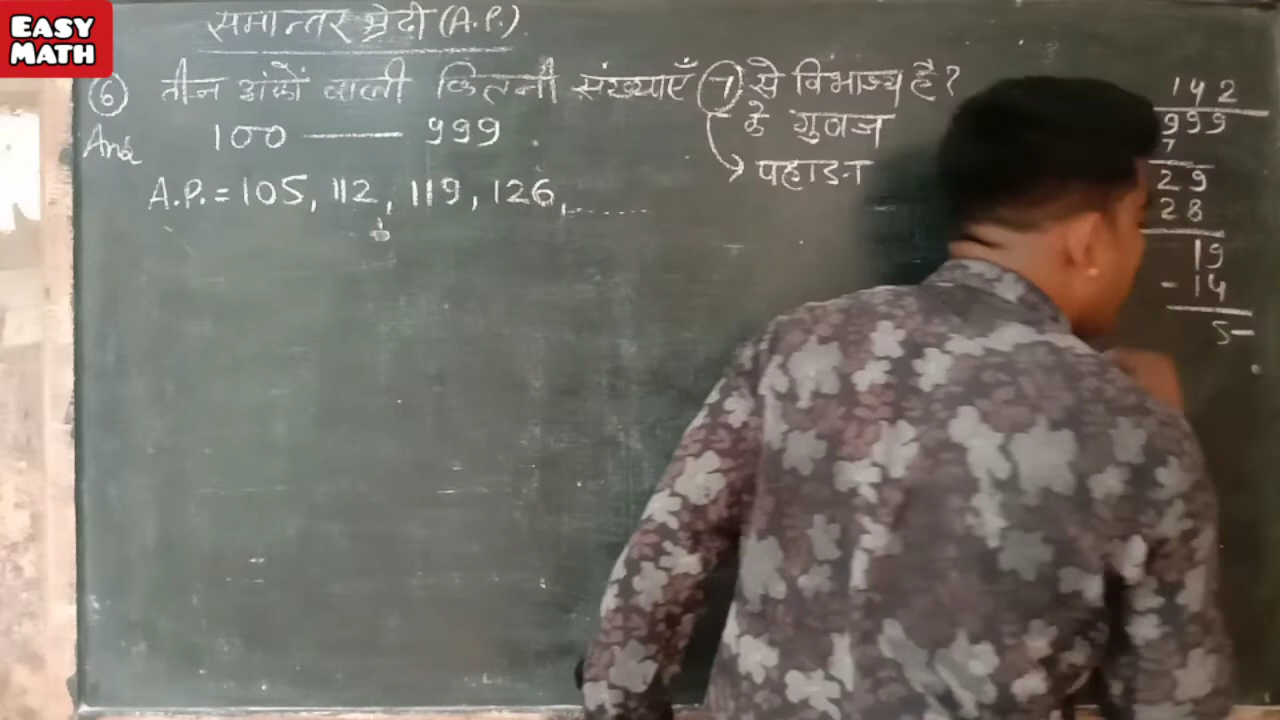 EASY
MATH
समान्तर श्रेढी (A.P.)
⑥ तीन अंकों वाली कितनी संख्याएँ ⑦ से विभाज्य है?
के गुणज
→ पहाडा
Ans 100 —— 999
A.P. = 105, 112, 119, 126, ........
142
999
7
29
28
19
- 14
5